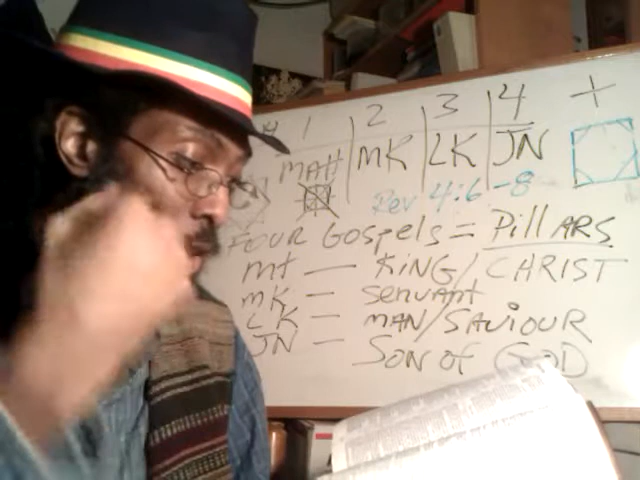 1 2 3 4 +
MAtt MK LK JN
Rev 4:6-8
FOUR Gospels = PillARS
mt — KiNG/CHRIST
mK — servant
LK — mAN/SAViOUR
JN — SoN of GoD